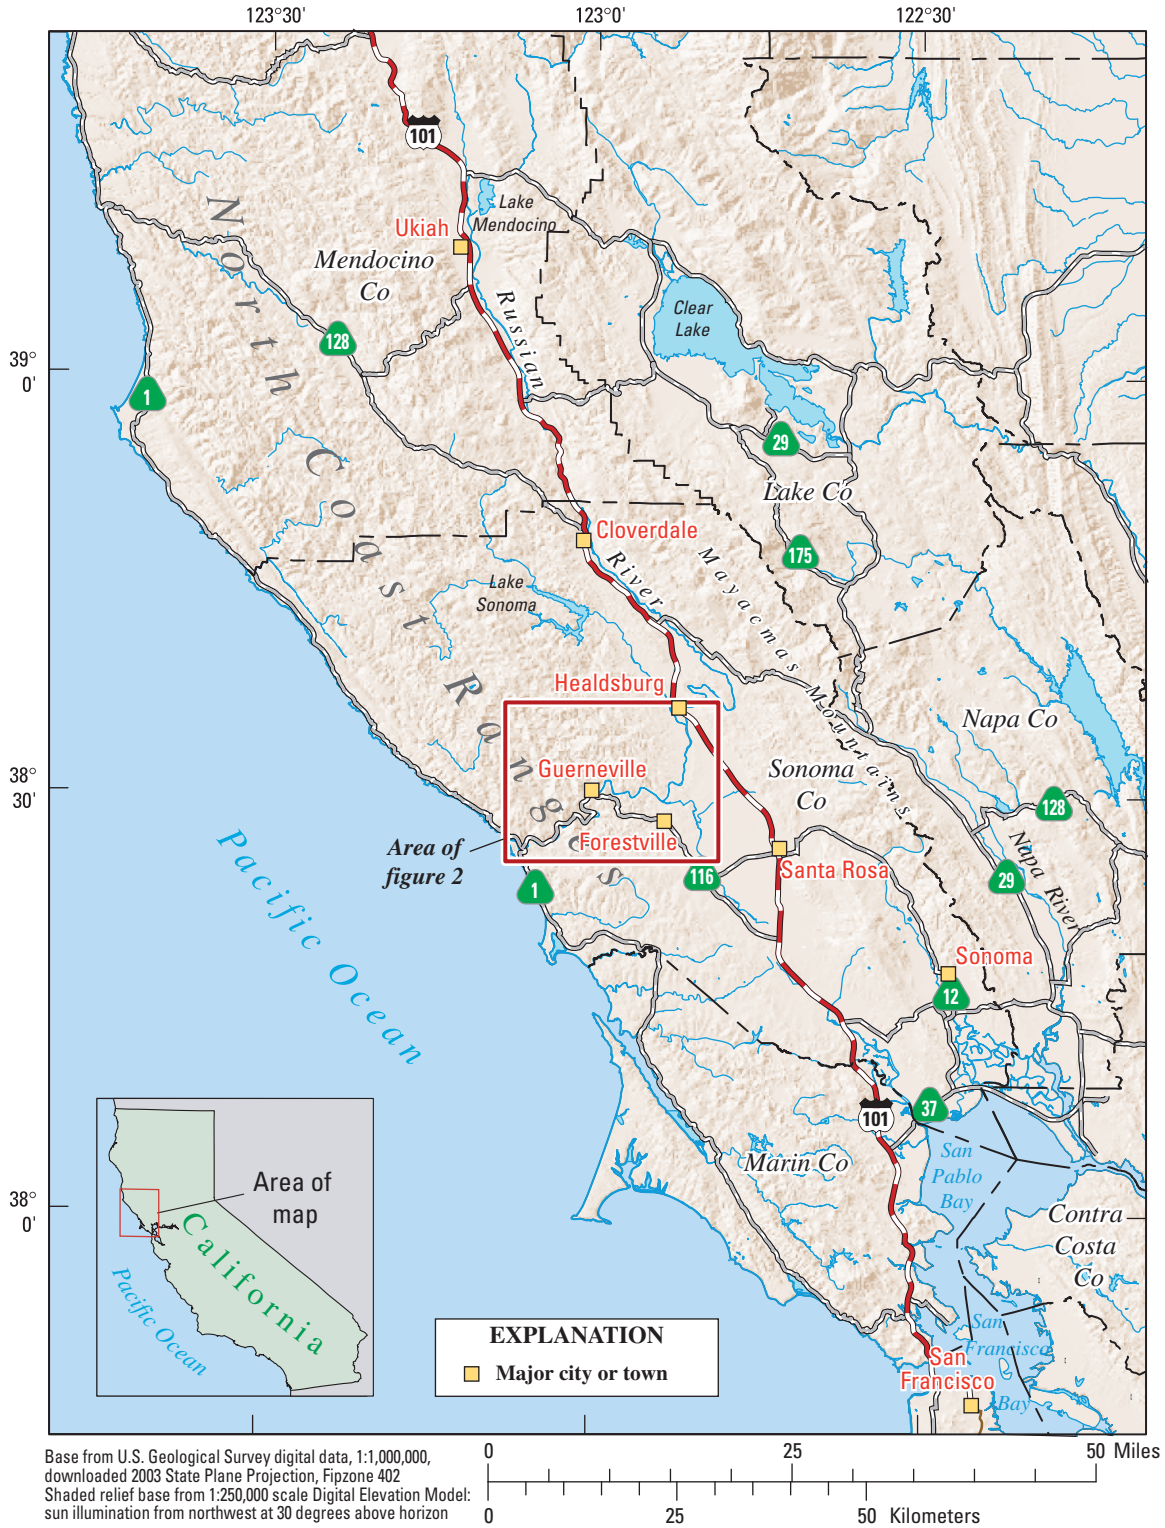 123°30'
123°0'
122°30'
101
Lake
Mendocino
Ukiah
Mendocino
Co
North Coast Ranges
Russian
River
Clear
Lake
39°
0'
128
1
29
Lake Co
Cloverdale
175
Mayacmas Mountains
Lake
Sonoma
Healdsburg
Napa Co
Sonoma
Co
38°
30'
Guerneville
128
Forestville
Area of
figure 2
Santa Rosa
116
29
Napa River
1
Pacific Ocean
Sonoma
12
37
101
San
Pablo
Bay
Marin Co
38°
0'
Contra
Costa
Co
Area of
map
California
Pacific Ocean
San
Francisco
Bay
San
Francisco
EXPLANATION
Major city or town
Base from U.S. Geological Survey digital data, 1:1,000,000,
downloaded 2003 State Plane Projection, Fipzone 402
Shaded relief base from 1:250,000 scale Digital Elevation Model:
sun illumination from northwest at 30 degrees above horizon
0 25 50 Miles
0 25 50 Kilometers